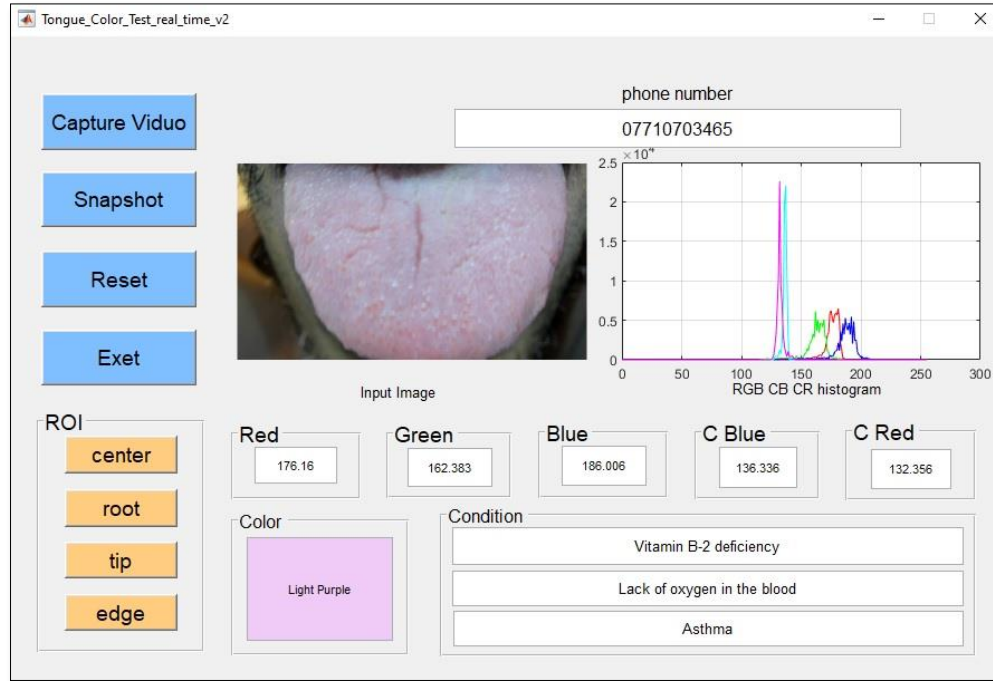 Tongue_Color_Test_real_time_v2
phone number
07710703465
Capture Viduo
Snapshot
Reset
Exet
×10^4
2.5
2
1.5
1
0.5
0
0 50 100 150 200 250 300
RGB CB CR histogram
Input Image
ROI
center
root
tip
edge
Red
176.16
Green
162.383
Blue
186.006
C Blue
136.336
C Red
132.356
Color
Light Purple
Condition
Vitamin B-2 deficiency
Lack of oxygen in the blood
Asthma